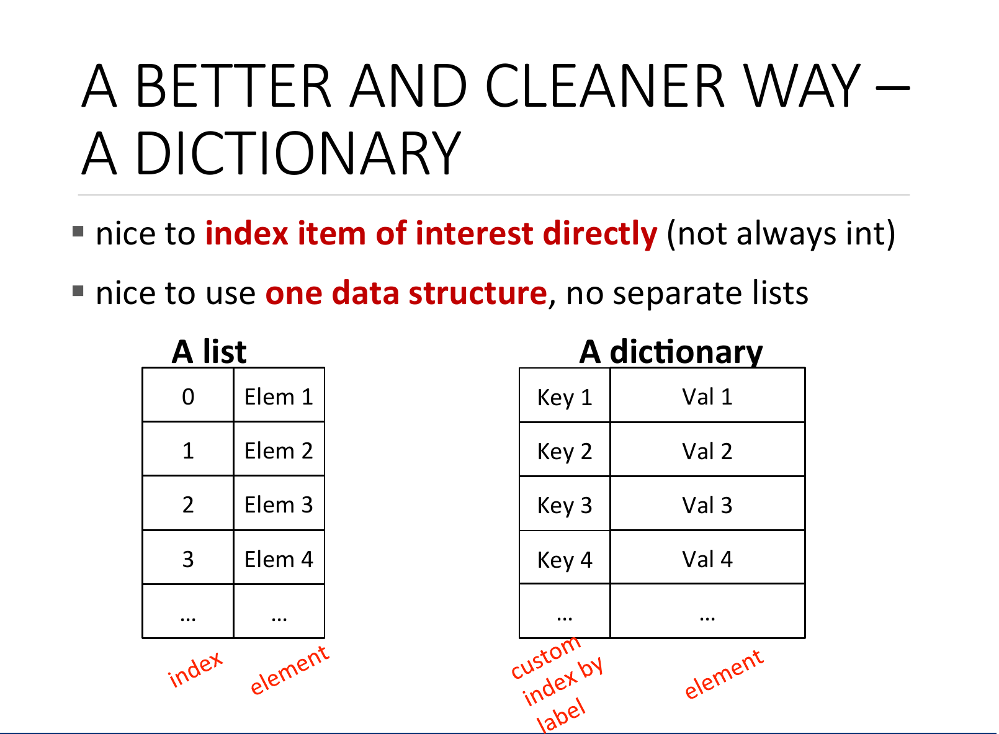 A BETTER AND CLEANER WAY –
A DICTIONARY
▪ nice to index item of interest directly (not always int)
▪ nice to use one data structure, no separate lists
A list
0 Elem 1
1 Elem 2
2 Elem 3
3 Elem 4
… …
index element
A dictionary
Key 1 Val 1
Key 2 Val 2
Key 3 Val 3
Key 4 Val 4
… …
custom
index by
label
element